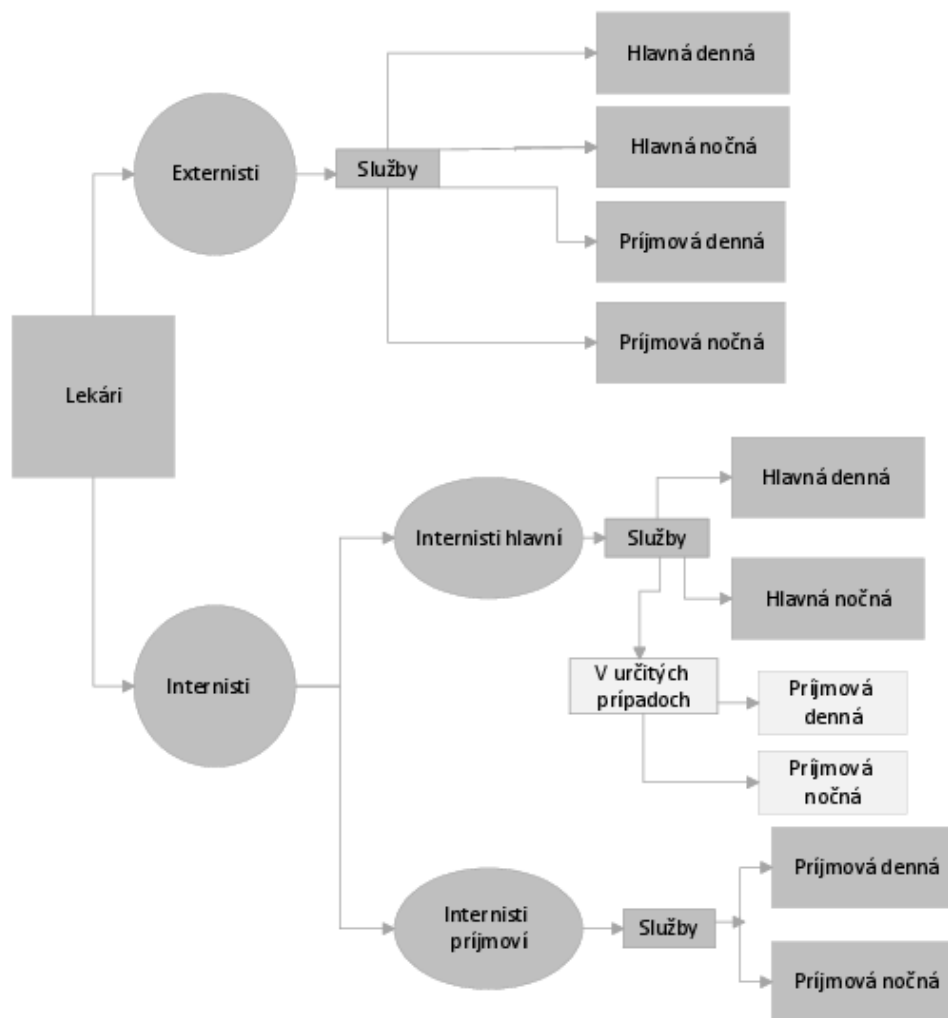 Hlavná denná
Hlavná nočná
Externisti
Služby
Príjmová denná
Príjmová nočná
Lekári
Hlavná denná
Internisti hlavní
Služby
Hlavná nočná
V určitých
prípadoch
Príjmová
denná
Internisti
Príjmová
nočná
Príjmová denná
Internisti
príjmoví
Služby
Príjmová nočná